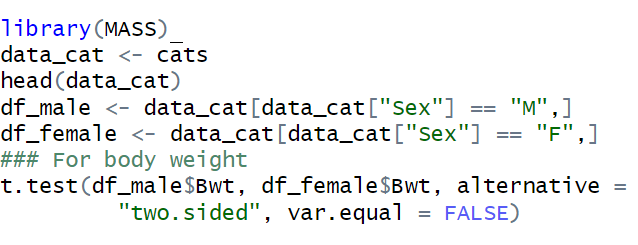 library(MASS)_
data_cat <- cats
head(data_cat)
df_male <- data_cat[data_cat["Sex"] == "M",]
df_female <- data_cat[data_cat["Sex"] == "F",]
### For body weight
t.test(df_male$Bwt, df_female$Bwt, alternative =
"two.sided", var.equal = FALSE)